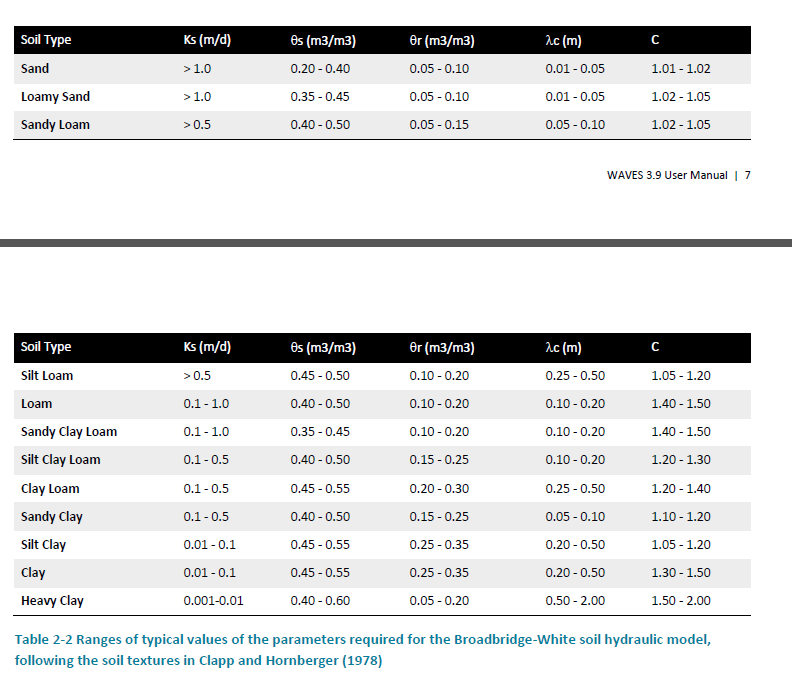 Soil Type Ks (m/d) θs (m3/m3) θr (m3/m3) λc (m) C
Sand > 1.0 0.20 - 0.40 0.05 - 0.10 0.01 - 0.05 1.01 - 1.02
Loamy Sand > 1.0 0.35 - 0.45 0.05 - 0.10 0.01 - 0.05 1.02 - 1.05
Sandy Loam > 0.5 0.40 - 0.50 0.05 - 0.15 0.05 - 0.10 1.02 - 1.05
WAVES 3.9 User Manual | 7
Soil Type Ks (m/d) θs (m3/m3) θr (m3/m3) λc (m) C
Silt Loam > 0.5 0.45 - 0.50 0.10 - 0.20 0.25 - 0.50 1.05 - 1.20
Loam 0.1 - 1.0 0.40 - 0.50 0.10 - 0.20 0.10 - 0.20 1.40 - 1.50
Sandy Clay Loam 0.1 - 1.0 0.35 - 0.45 0.10 - 0.20 0.10 - 0.20 1.40 - 1.50
Silt Clay Loam 0.1 - 0.5 0.40 - 0.50 0.15 - 0.25 0.10 - 0.20 1.20 - 1.30
Clay Loam 0.1 - 0.5 0.45 - 0.55 0.20 - 0.30 0.25 - 0.50 1.20 - 1.40
Sandy Clay 0.1 - 0.5 0.40 - 0.50 0.15 - 0.25 0.05 - 0.10 1.10 - 1.20
Silt Clay 0.01 - 0.1 0.45 - 0.55 0.25 - 0.35 0.20 - 0.50 1.05 - 1.20
Clay 0.01 - 0.1 0.45 - 0.55 0.25 - 0.35 0.20 - 0.50 1.30 - 1.50
Heavy Clay 0.001-0.01 0.40 - 0.60 0.05 - 0.20 0.50 - 2.00 1.50 - 2.00
Table 2-2 Ranges of typical values of the parameters required for the Broadbridge-White soil hydraulic model,
following the soil textures in Clapp and Hornberger (1978)